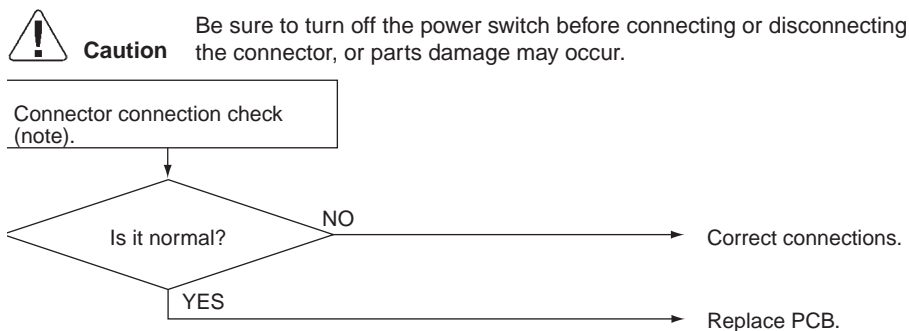 Be sure to turn off the power switch before connecting or disconnecting
Caution the connector, or parts damage may occur.
Connector connection check
(note).
Is it normal?
NO
Correct connections.
YES
Replace PCB.